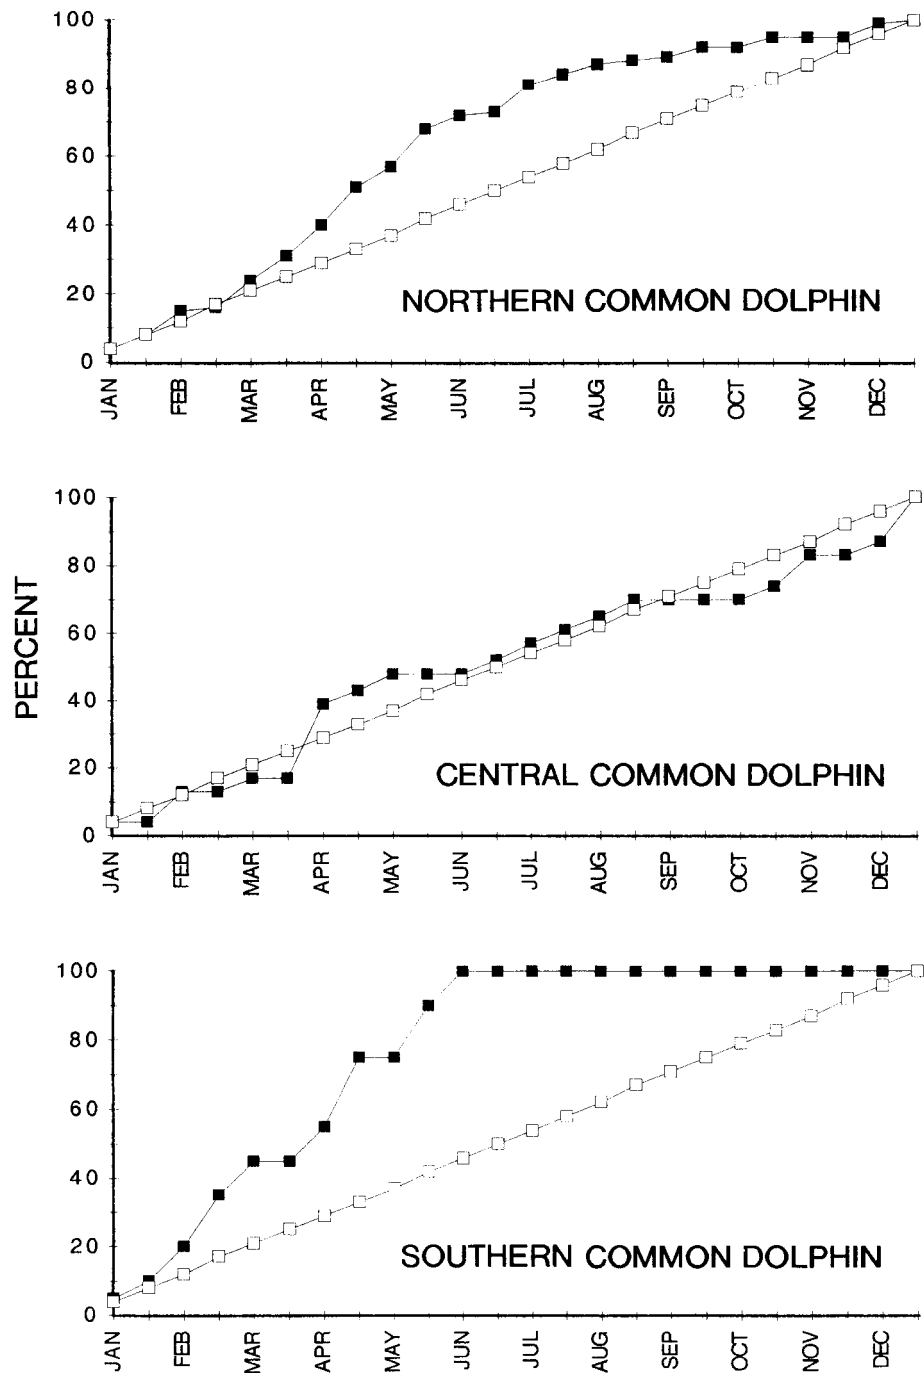 100
80
60
40
20
0
NORTHERN COMMON DOLPHIN
JAN FEB MAR APR MAY JUN JUL AUG SEP OCT NOV DEC
PERCENT
100
80
60
40
20
0
CENTRAL COMMON DOLPHIN
JAN FEB MAR APR MAY JUN JUL AUG SEP OCT NOV DEC
100
80
60
40
20
0
SOUTHERN COMMON DOLPHIN
JAN FEB MAR APR MAY JUN JUL AUG SEP OCT NOV DEC